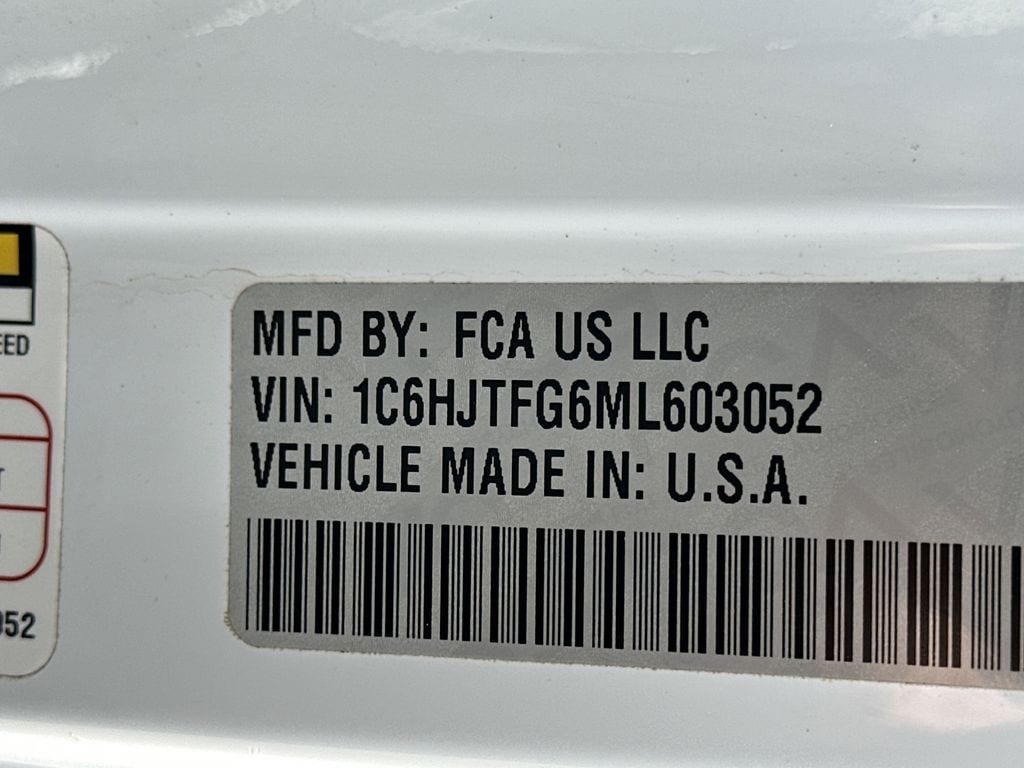 MFD BY: FCA US LLC
VIN: 1C6HJTFG6ML603052
VEHICLE MADE IN: U.S.A.
EED
052